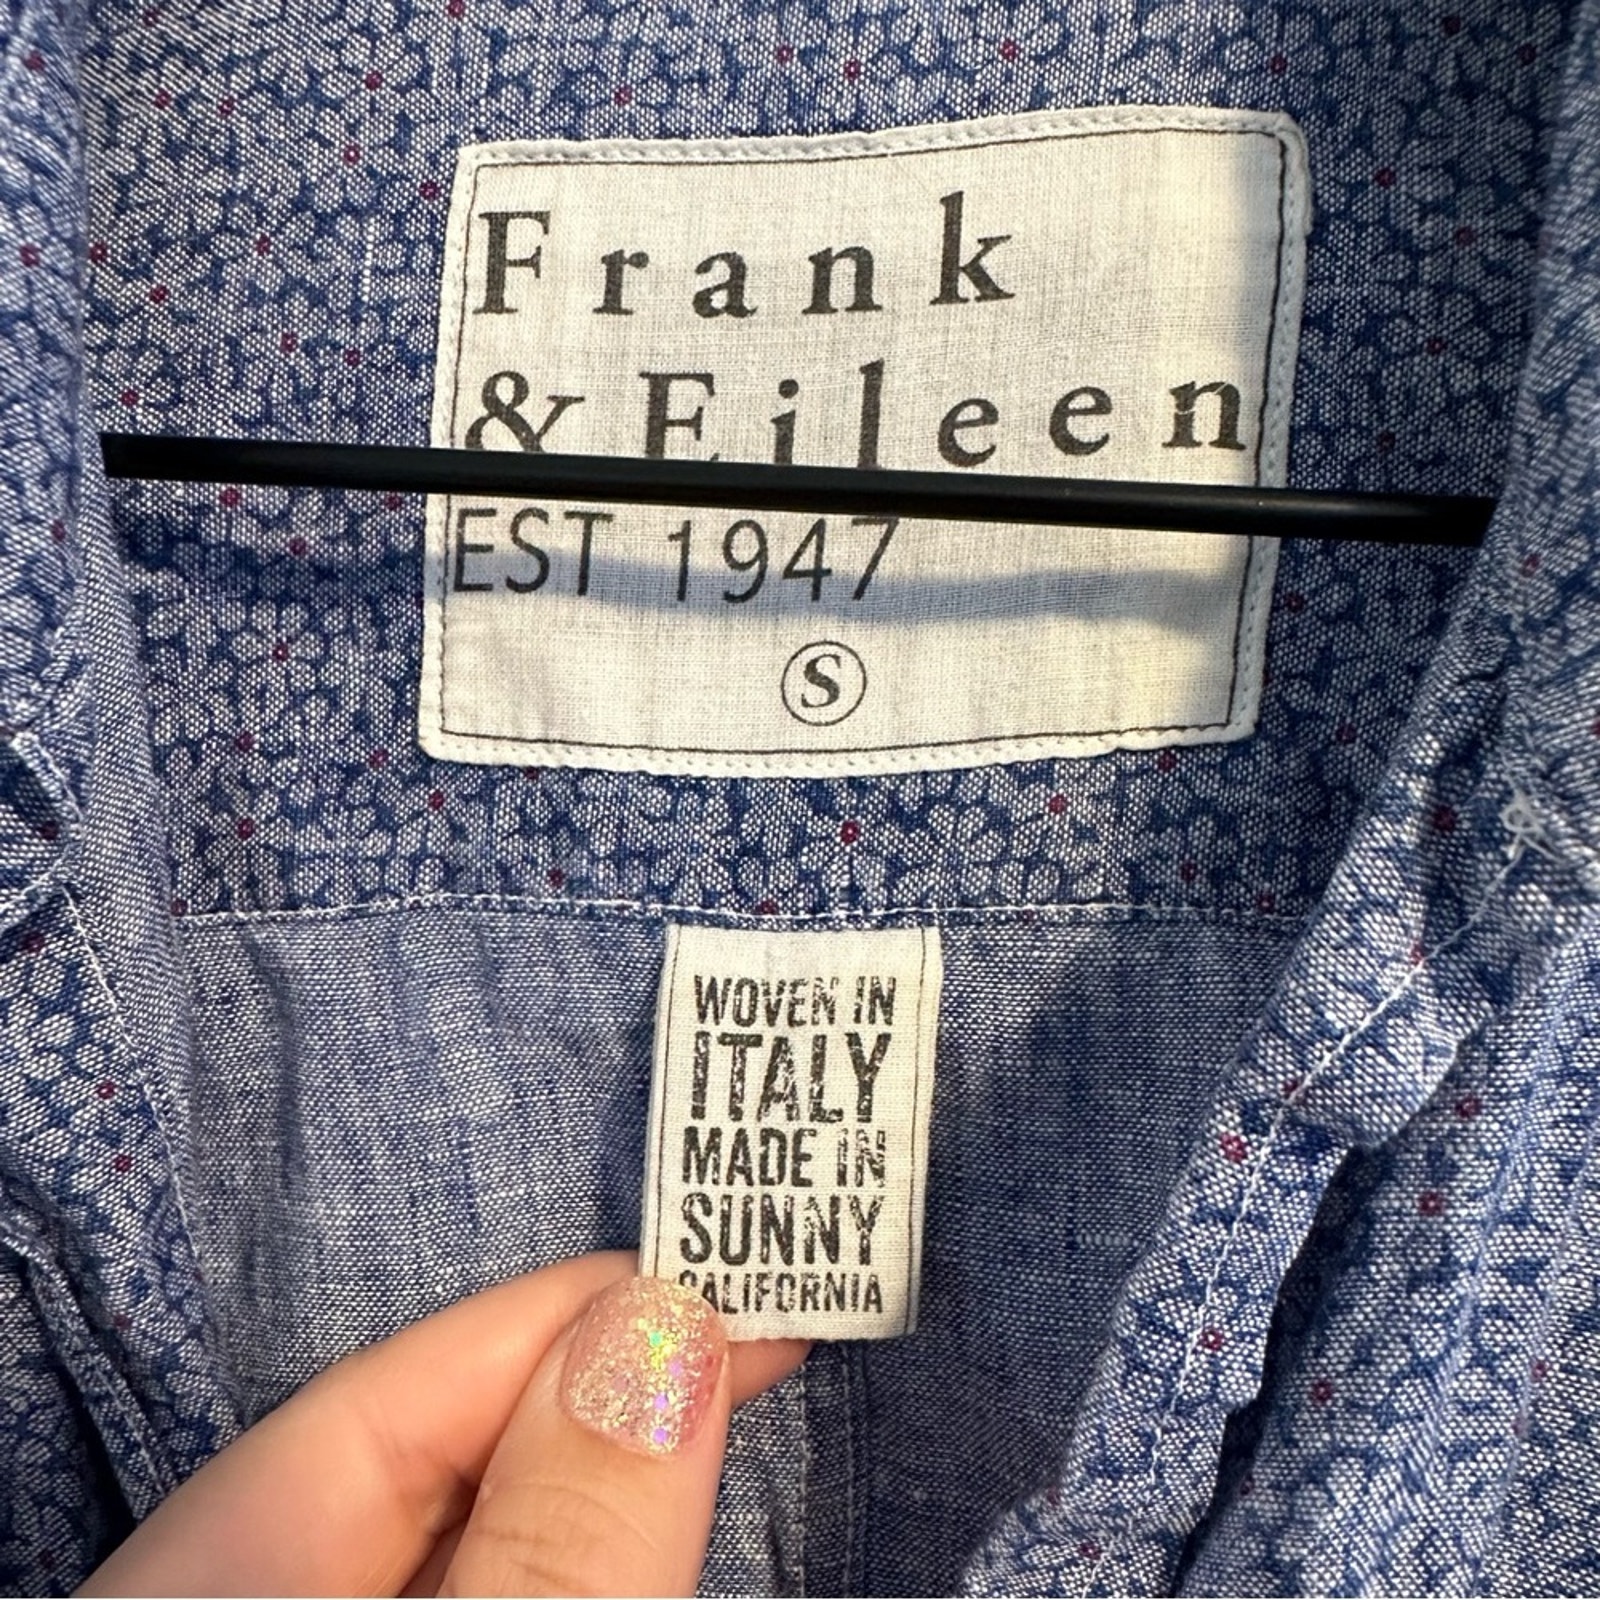 Frank
& Eileen
EST 1947
S
WOVEN IN
ITALY
MADE IN
SUNNY
CALIFORNIA